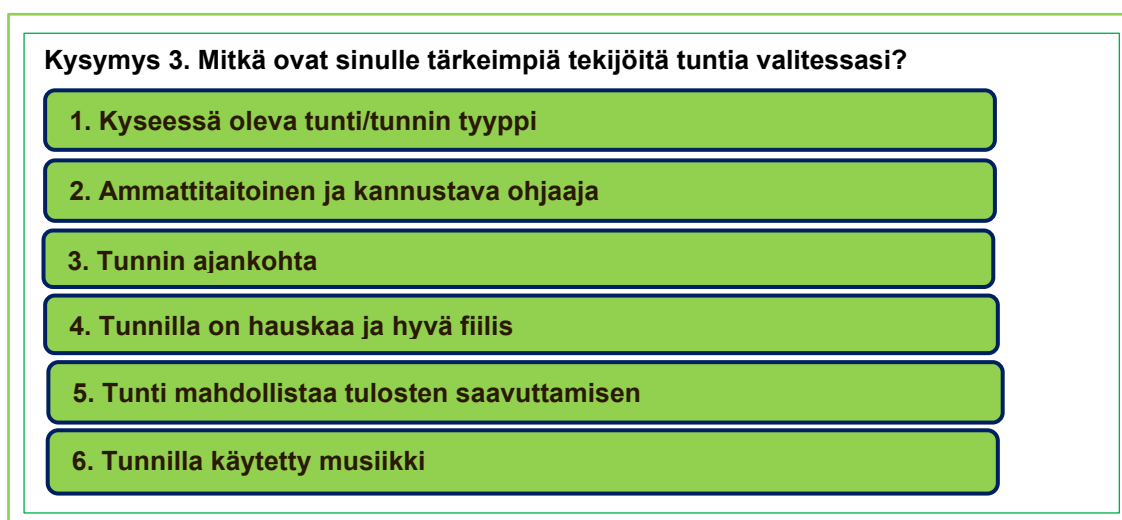 Kysymys 3. Mitkä ovat sinulle tärkeimpiä tekijöitä tuntia valitessasi?
1. Kyseessä oleva tunti/tunnin tyyppi
2. Ammattitaitoinen ja kannustava ohjaaja
3. Tunnin ajankohta
4. Tunnilla on hauskaa ja hyvä fiilis
5. Tunti mahdollistaa tulosten saavuttamisen
6. Tunnilla käytetty musiikki